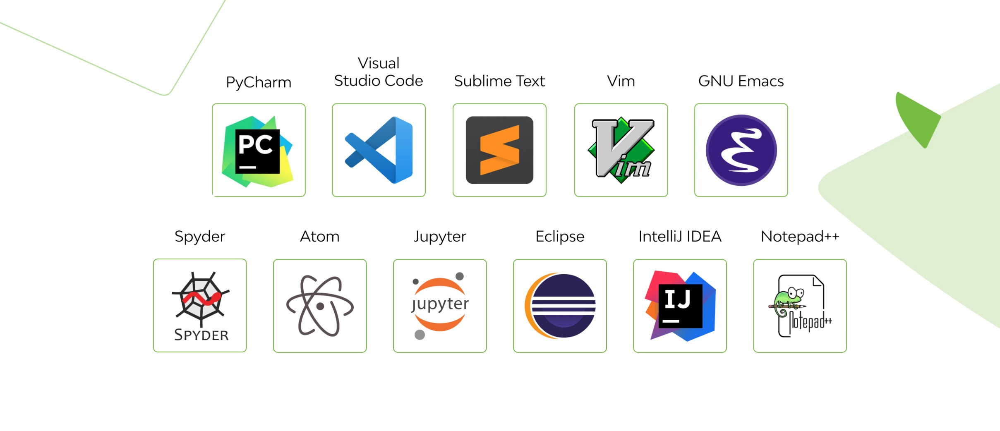 Visual
PyCharm
Studio Code
Sublime Text
Vim
GNU Emacs
PC
Vim
Spyder
Atom
Jupyter
Eclipse
IntelliJ IDEA
Notepad++
SPYDER
jupyter
IJ
Notepad++